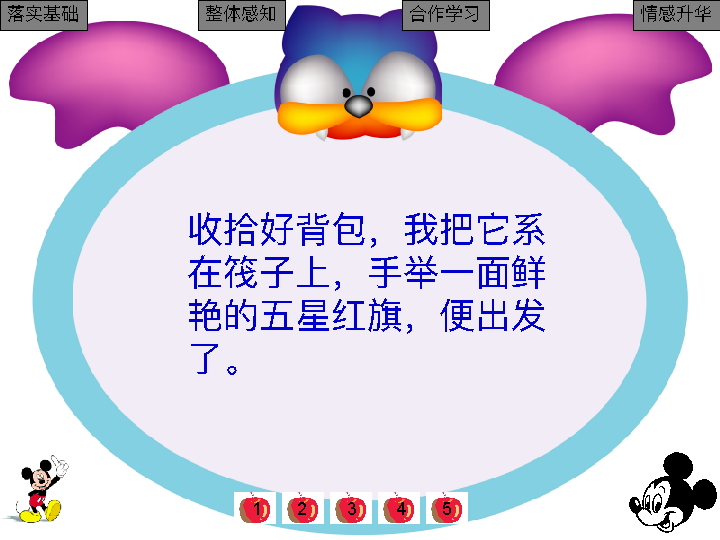 落实基础
整体感知
合作学习
情感升华
收拾好背包，我把它系
在筏子上，手举一面鲜
艳的五星红旗，便出发
了。
1 2 3 4 5